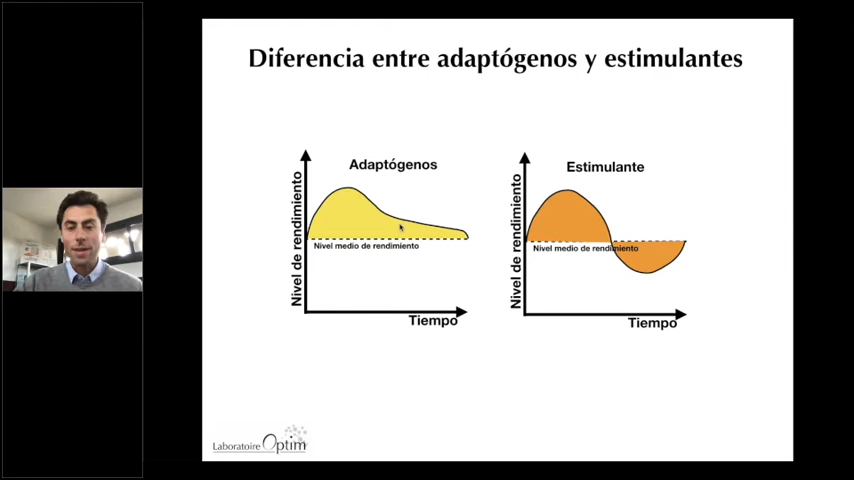 Diferencia entre adaptógenos y estimulantes
Adaptógenos
Nivel de rendimiento
Nivel medio de rendimiento
Tiempo
Estimulante
Nivel de rendimiento
Nivel medio de rendimiento
Tiempo
Laboratoire Optim